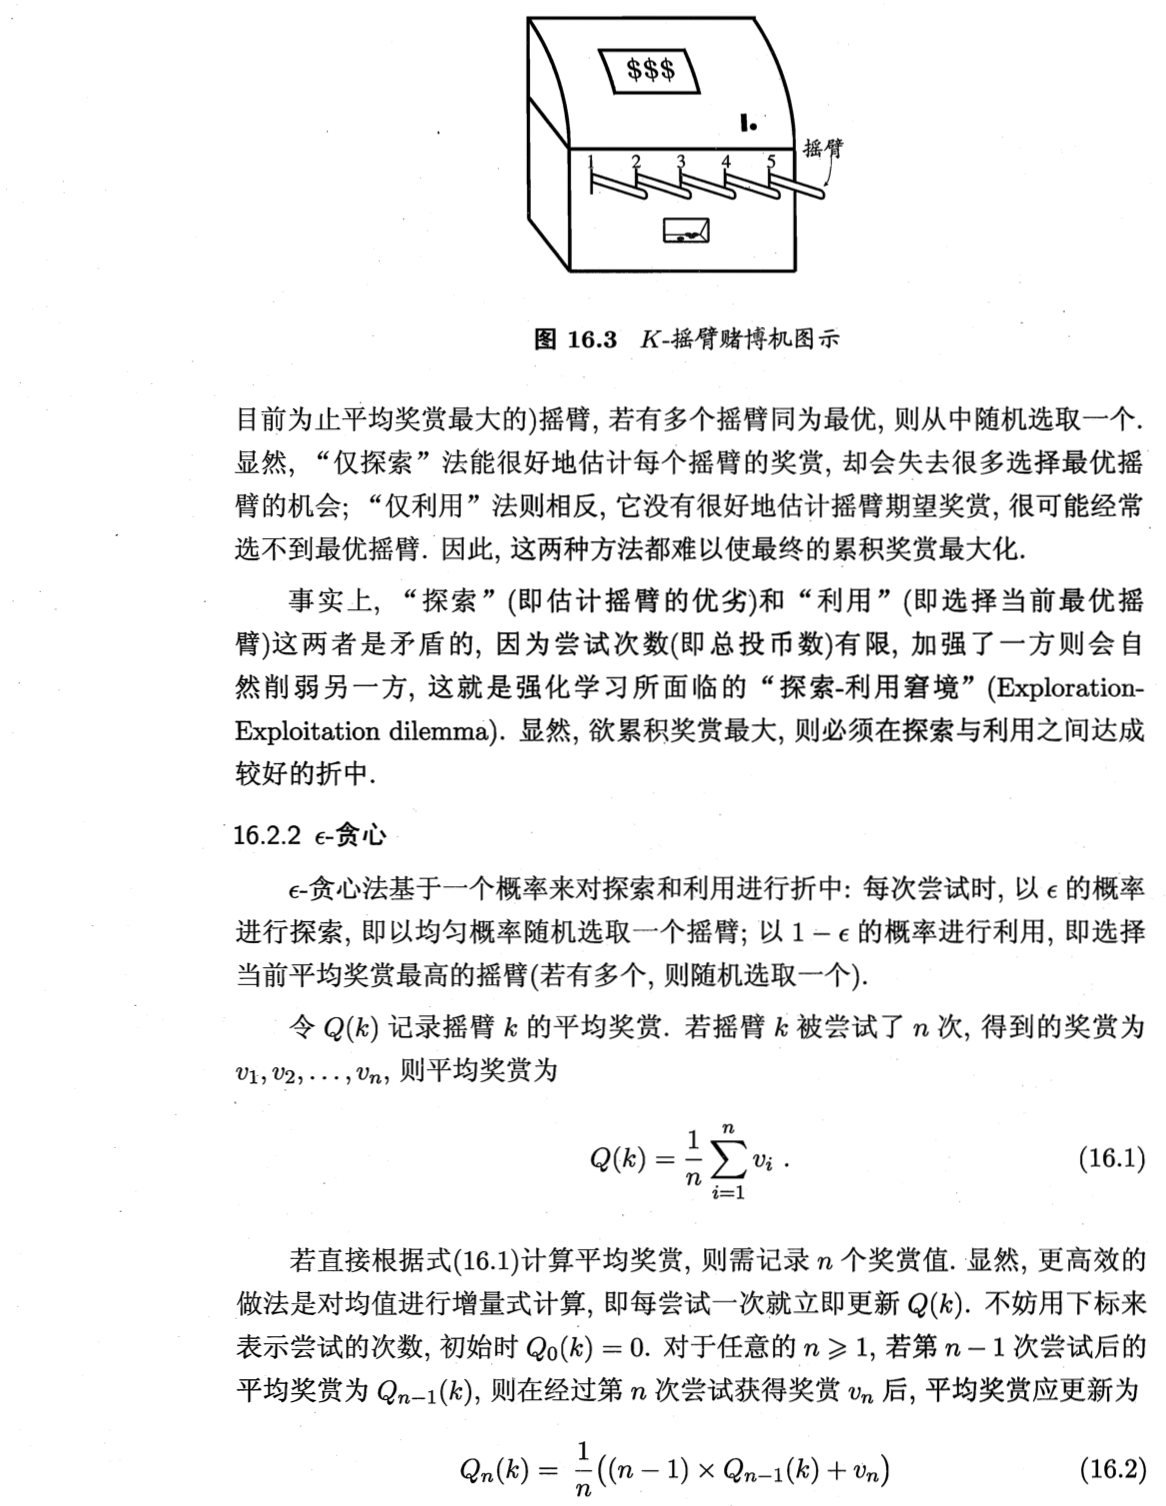 $$$
1 2 3 4 5 摇臂
图 16.3 K-摇臂赌博机图示
目前为止平均奖赏最大的)摇臂, 若有多个摇臂同为最优, 则从中随机选取一个.
显然, “仅探索” 法能很好地估计每个摇臂的奖赏, 却会失去很多选择最优摇
臂的机会; “仅利用” 法则相反, 它没有很好地估计摇臂期望奖赏, 很可能经常
选不到最优摇臂. 因此, 这两种方法都难以使最终的累积奖赏最大化.
事实上, “探索” (即估计摇臂的优劣)和 “利用” (即选择当前最优摇
臂)这两者是矛盾的, 因为尝试次数(即总投币数)有限, 加强了一方则会自
然削弱另一方, 这就是强化学习所面临的 “探索-利用窘境” (Exploration-
Exploitation dilemma). 显然, 欲累积奖赏最大, 则必须在探索与利用之间达成
较好的折中.
16.2.2 ϵ-贪心
ϵ-贪心法基于一个概率来对探索和利用进行折中: 每次尝试时, 以 ϵ 的概率
进行探索, 即以均匀概率随机选取一个摇臂; 以 1 − ϵ 的概率进行利用, 即选择
当前平均奖赏最高的摇臂(若有多个, 则随机选取一个).
令 Q(k) 记录摇臂 k 的平均奖赏. 若摇臂 k 被尝试了 n 次, 得到的奖赏为
v₁, v₂, . . . , vₙ, 则平均奖赏为
Q(k) = 1/n ∑_{i=1}^{n} vᵢ . (16.1)
若直接根据式(16.1)计算平均奖赏, 则需记录 n 个奖赏值. 显然, 更高效的
做法是对均值进行增量式计算, 即每尝试一次就立即更新 Q(k). 不妨用下标来
表示尝试的次数, 初始时 Q₀(k) = 0. 对于任意的 n ⩾ 1, 若第 n − 1 次尝试后的
平均奖赏为 Qₙ₋₁(k), 则在经过第 n 次尝试获得奖赏 vₙ 后, 平均奖赏应更新为
Qₙ(k) = 1/n ((n − 1) × Qₙ₋₁(k) + vₙ) (16.2)